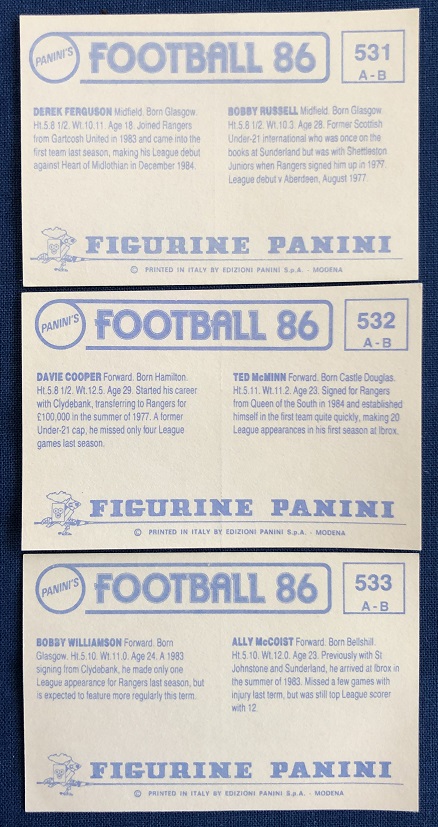 PANINI'S
FOOTBALL 86
531
A-B
DEREK FERGUSON Midfield. Born Glasgow.
Ht.5.8 1/2. Wt.10.11. Age 18. Joined Rangers
from Gartcosh United in 1983 and came into the
first team last season, making his League debut
against Heart of Midlothian in December 1984.
BOBBY RUSSELL Midfield. Born Glasgow.
Ht.5.8 1/2. Wt.10.3. Age 28. Former Scottish
Under-21 international who was once on the
books at Sunderland but was with Shettleston
Juniors when Rangers signed him up in 1977.
League debut v Aberdeen, August 1977.
FIGURINE PANINI
© PRINTED IN ITALY BY EDIZIONI PANINI S.p.A. - MODENA
PANINI'S
FOOTBALL 86
532
A-B
DAVIE COOPER Forward. Born Hamilton.
Ht.5.8 1/2. Wt.12.5. Age 29. Started his career
with Clydebank, transferring to Rangers for
£100,000 in the summer of 1977. A former
Under-21 cap, he missed only four League
games last season.
TED McMINN Forward. Born Castle Douglas.
Ht.5.11. Wt.11.2. Age 23. Signed for Rangers
from Queen of the South in 1984 and established
himself in the first team quite quickly, making 20
League appearances in his first season at Ibrox.
FIGURINE PANINI
© PRINTED IN ITALY BY EDIZIONI PANINI S.p.A. - MODENA
PANINI'S
FOOTBALL 86
533
A-B
BOBBY WILLIAMSON Forward. Born
Glasgow. Ht.5.10. Wt.11.0. Age 24. A 1983
signing from Clydebank, he made only one
League appearance for Rangers last season, but
is expected to feature more regularly this term.
ALLY McCOIST Forward. Born Bellshill.
Ht.5.10. Wt.12.0. Age 23. Previously with St
Johnstone and Sunderland, he arrived at Ibrox in
the summer of 1983. Missed a few games with
injury last term, but was still top League scorer
with 12.
FIGURINE PANINI
© PRINTED IN ITALY BY EDIZIONI PANINI S.p.A. - MODENA